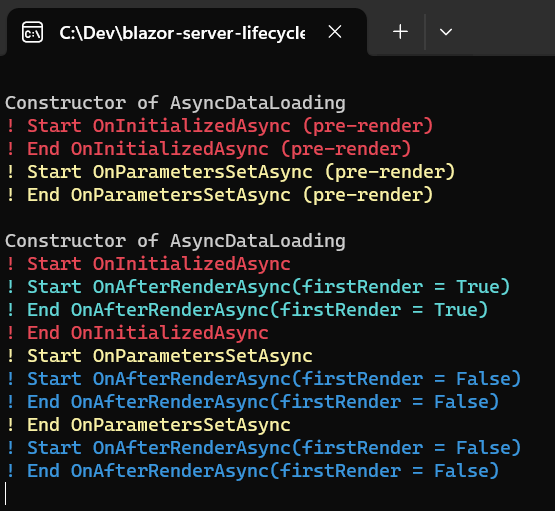 C:\Dev\blazor-server-lifecycle
Constructor of AsyncDataLoading
! Start OnInitializedAsync (pre-render)
! End OnInitializedAsync (pre-render)
! Start OnParametersSetAsync (pre-render)
! End OnParametersSetAsync (pre-render)
Constructor of AsyncDataLoading
! Start OnInitializedAsync
! Start OnAfterRenderAsync(firstRender = True)
! End OnAfterRenderAsync(firstRender = True)
! End OnInitializedAsync
! Start OnParametersSetAsync
! Start OnAfterRenderAsync(firstRender = False)
! End OnAfterRenderAsync(firstRender = False)
! End OnParametersSetAsync
! Start OnAfterRenderAsync(firstRender = False)
! End OnAfterRenderAsync(firstRender = False)